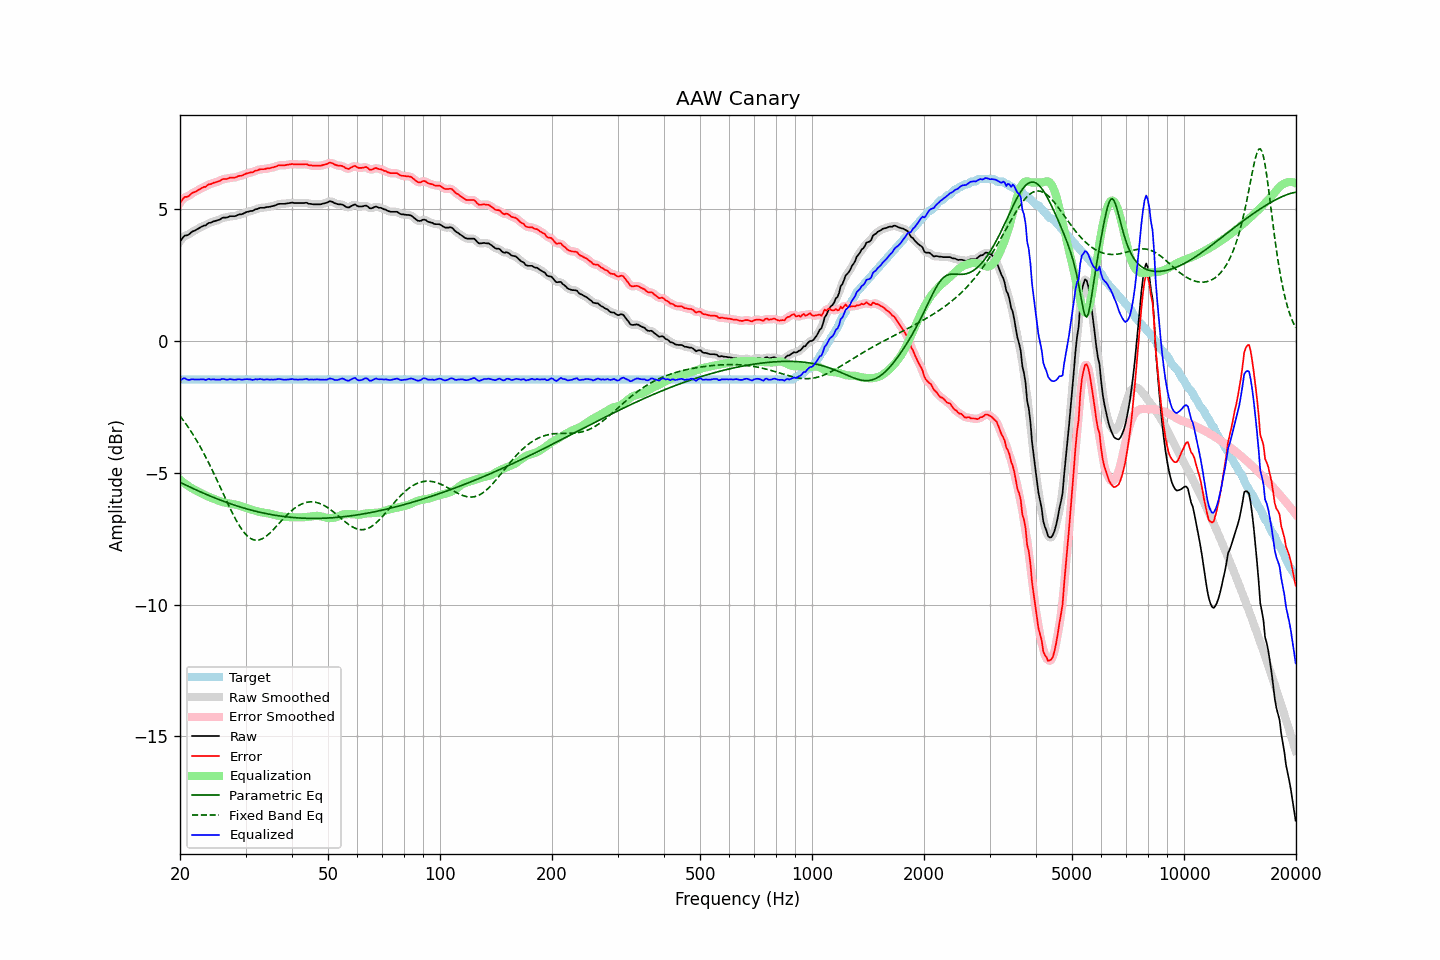 AAW Canary
Amplitude (dBr)
5
0
−5
−10
−15
Target
Raw Smoothed
Error Smoothed
Raw
Error
Equalization
Parametric Eq
Fixed Band Eq
Equalized
20 50 100 200 500 1000 2000 5000 10000 20000
Frequency (Hz)